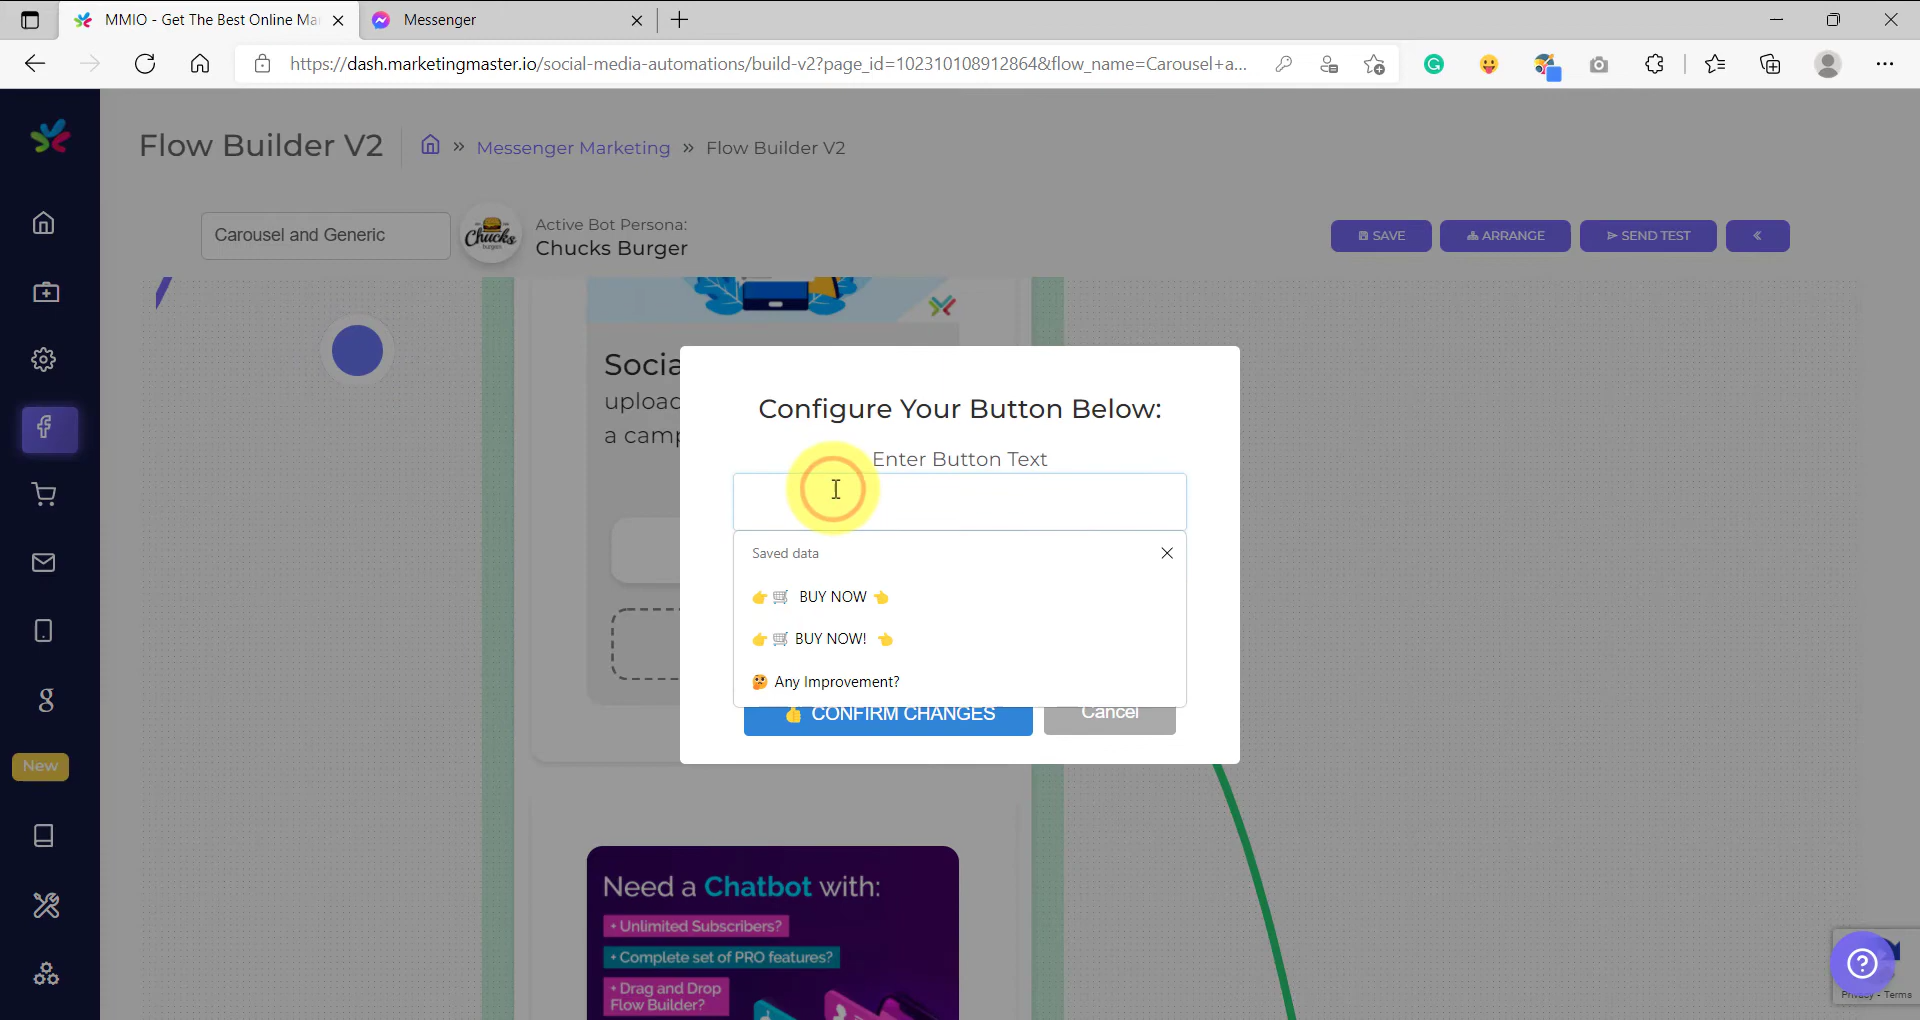 MMIO - Get The Best Online Ma
Messenger
https://dash.marketingmaster.io/social-media-automations/build-v2?page_id=102310108912864&flow_name=Carousel+a...
Flow Builder V2
» Messenger Marketing » Flow Builder V2
Carousel and Generic
Chucks
Active Bot Persona:
Chucks Burger
SAVE
ARRANGE
SEND TEST
«
Socia
upload
a camp
Configure Your Button Below:
Enter Button Text
Saved data
👉 🛒 BUY NOW 👈
👉 🛒 BUY NOW! 👈
🤔 Any Improvement?
👍 CONFIRM CHANGES
Cancel
New
Need a Chatbot with:
+ Unlimited Subscribers?
+ Complete set of PRO features?
+ Drag and Drop
Flow Builder?
Privacy - Terms